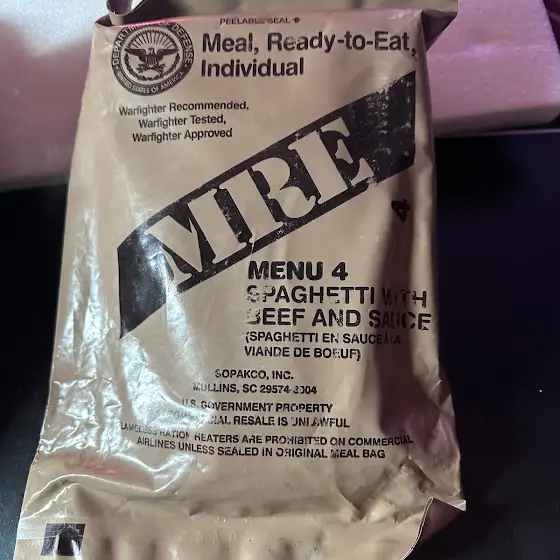 PEELABLE SEAL
DEPARTMENT OF DEFENSE
UNITED STATES OF AMERICA
Meal, Ready-to-Eat,
Individual
Warfighter Recommended,
Warfighter Tested,
Warfighter Approved
MRE
4
MENU 4
SPAGHETTI WITH
BEEF AND SAUCE
(SPAGHETTI EN SAUCE A LA
VIANDE DE BOEUF)
SOPAKCO, INC.
MULLINS, SC 29574-3004
U.S. GOVERNMENT PROPERTY
COMMERCIAL RESALE IS UNLAWFUL
FLAMELESS RATION HEATERS ARE PROHIBITED ON COMMERCIAL
AIRLINES UNLESS SEALED IN ORIGINAL MEAL BAG